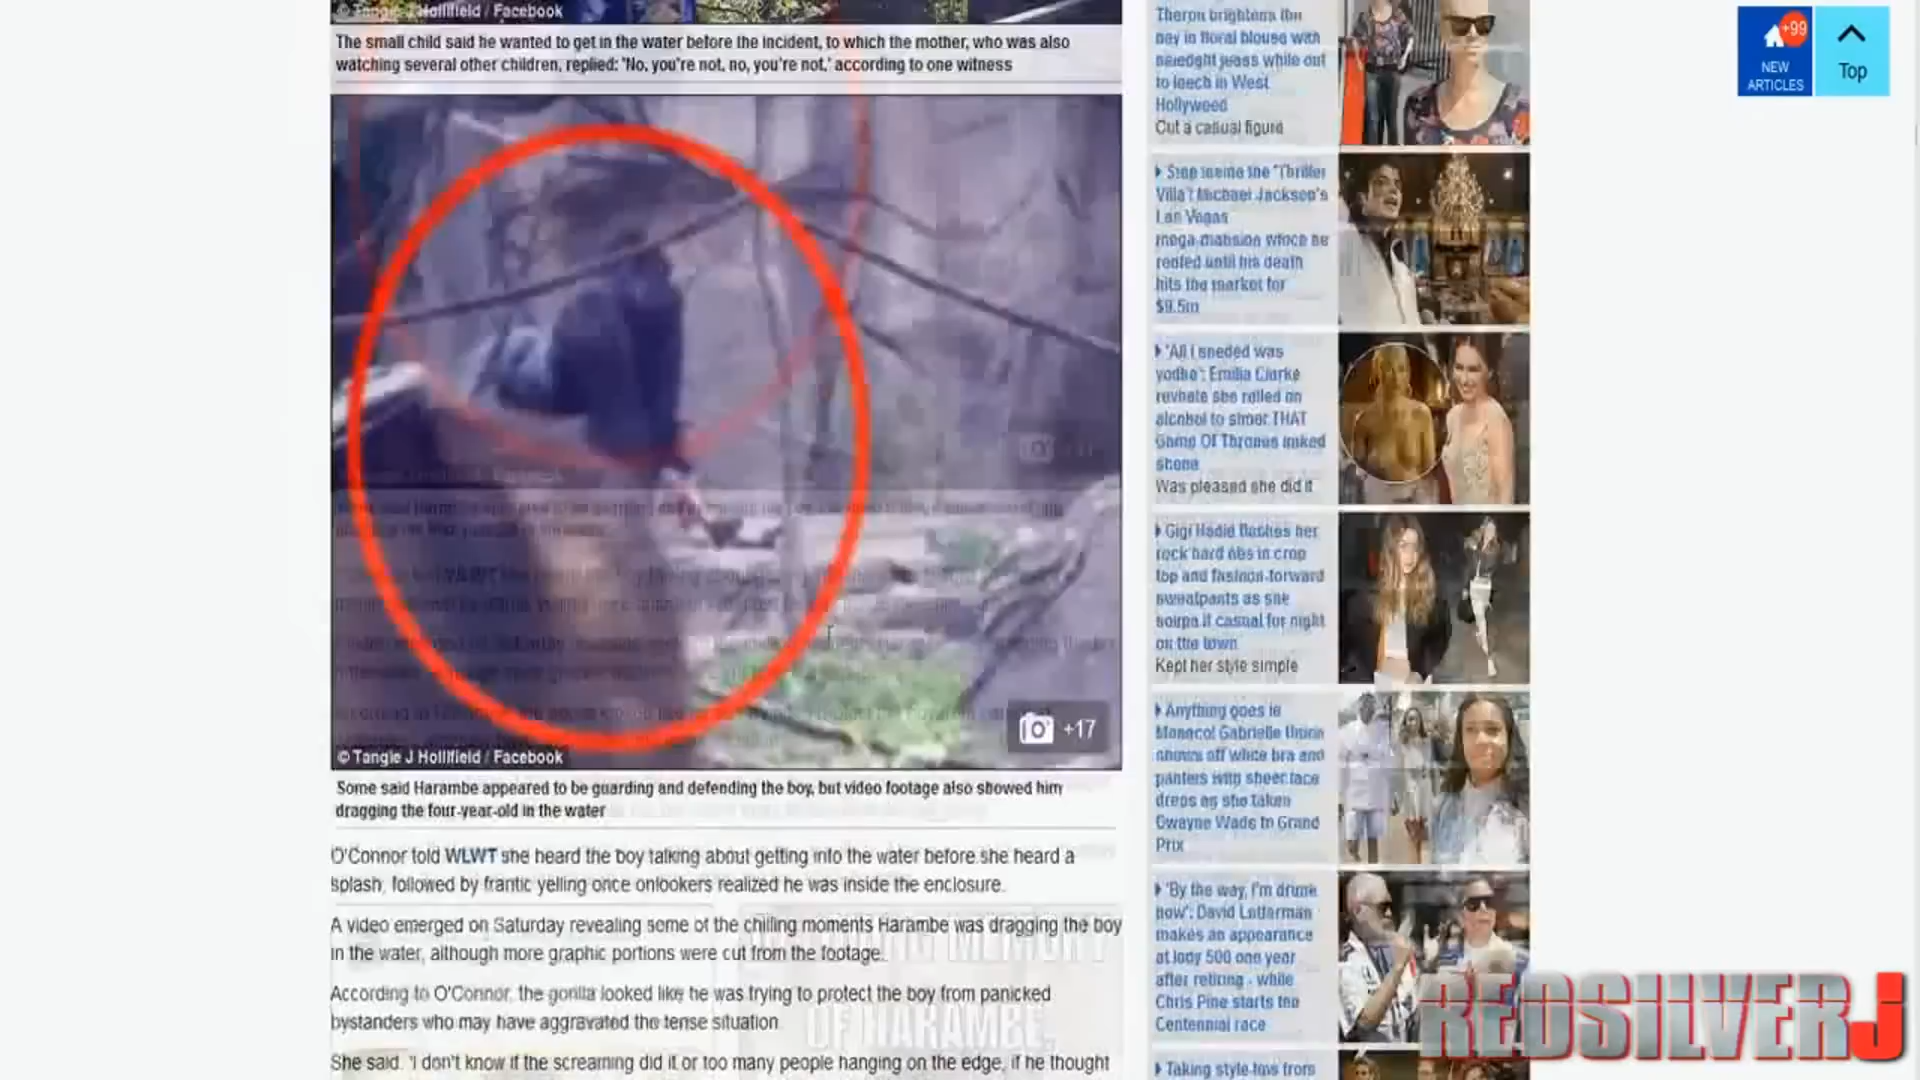 © Tangie J Hollifield / Facebook
The small child said he wanted to get in the water before the incident, to which the mother, who was also
watching several other children, replied: 'No, you're not, no, you're not,' according to one witness
© Tangie J Hollifield / Facebook
+17
Some said Harambe appeared to be guarding and defending the boy, but video footage also showed him
dragging the four-year-old in the water
O'Connor told WLWT she heard the boy talking about getting into the water before she heard a
splash, followed by frantic yelling once onlookers realized he was inside the enclosure.
A video emerged on Saturday revealing some of the chilling moments Harambe was dragging the boy
in the water, although more graphic portions were cut from the footage.
According to O'Connor, the gorilla looked like he was trying to protect the boy from panicked
bystanders who may have aggravated the tense situation
She said. 'I don't know if the screaming did it or too many people hanging on the edge, if he thought
MEMORY
OF HARAMBE,
Theron brightens the
day in floral blouse with
jeans while out
to leech in West
Hollywood
Cut a casual figure
the 'Thriller
Villa': Michael Jackson's
Las Vegas
mega-mansion which he
rented until his death
hits the market for
$9.5m
'All I needed was
vodka': Emilia Clarke
reveals she relied on
alcohol to shoot THAT
Game Of Thrones naked
scene
Was pleased she did it
Gigi Hadid flashes her
rock hard abs in crop
top and fashion-forward
sweatpants as she
keeps it casual for night
on the town
Kept her style simple
Anything goes in
Monaco! Gabrielle Union
shows off white bra and
panties with sheer lace
dress as she takes
Dwayne Wade to Grand
Prix
'By the way, I'm drunk
now': David Letterman
makes an appearance
at Indy 500 one year
after retiring - while
Chris Pine starts the
Centennial race
Taking style tips from
+99
NEW
ARTICLES
Top
REDSILVERJ